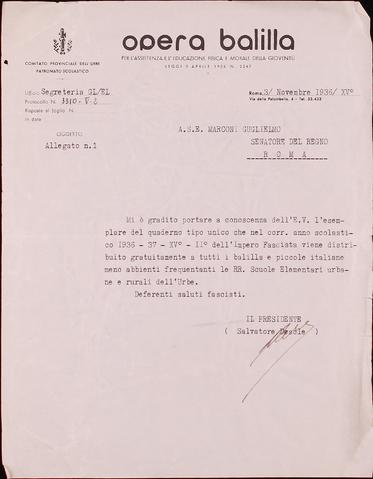 opera balilla
COMITATO PROVINCIALE DELL'URBE
PATRONATO SCOLASTICO
PER L'ASSISTENZA E L'EDUCAZIONE FISICA E MORALE DELLA GIOVENTÙ
LEGGE 3 APRILE 1926 N. 2247
Ufficio Segreteria GL/EL
Protocollo N. 3310-V-2
Risposta al foglio N.
in data
Roma, 3/ Novembre 1936/XV°
Via delle Palombella, 4 - Tel. 52.433
OGGETTO
Allegato n.1
A.S.E. MARCONI GUGLIELMO
SENATORE DEL REGNO
R O M A
Mi è gradito portare a conoscenza dell'E.V. l'esem-
plare del quaderno tipo unico che nel corr. anno scolasti-
co 1936 - 37 - XV° - II° dell'Impero Fascista viene distri-
buito gratuitamente a tutti i balilla e piccole italiane
meno abbienti frequentanti le RR. Scuole Elementari urba-
ne e rurali dell'Urbe.
Deferenti saluti fascisti.
IL PRESIDENTE
( Salvatore )